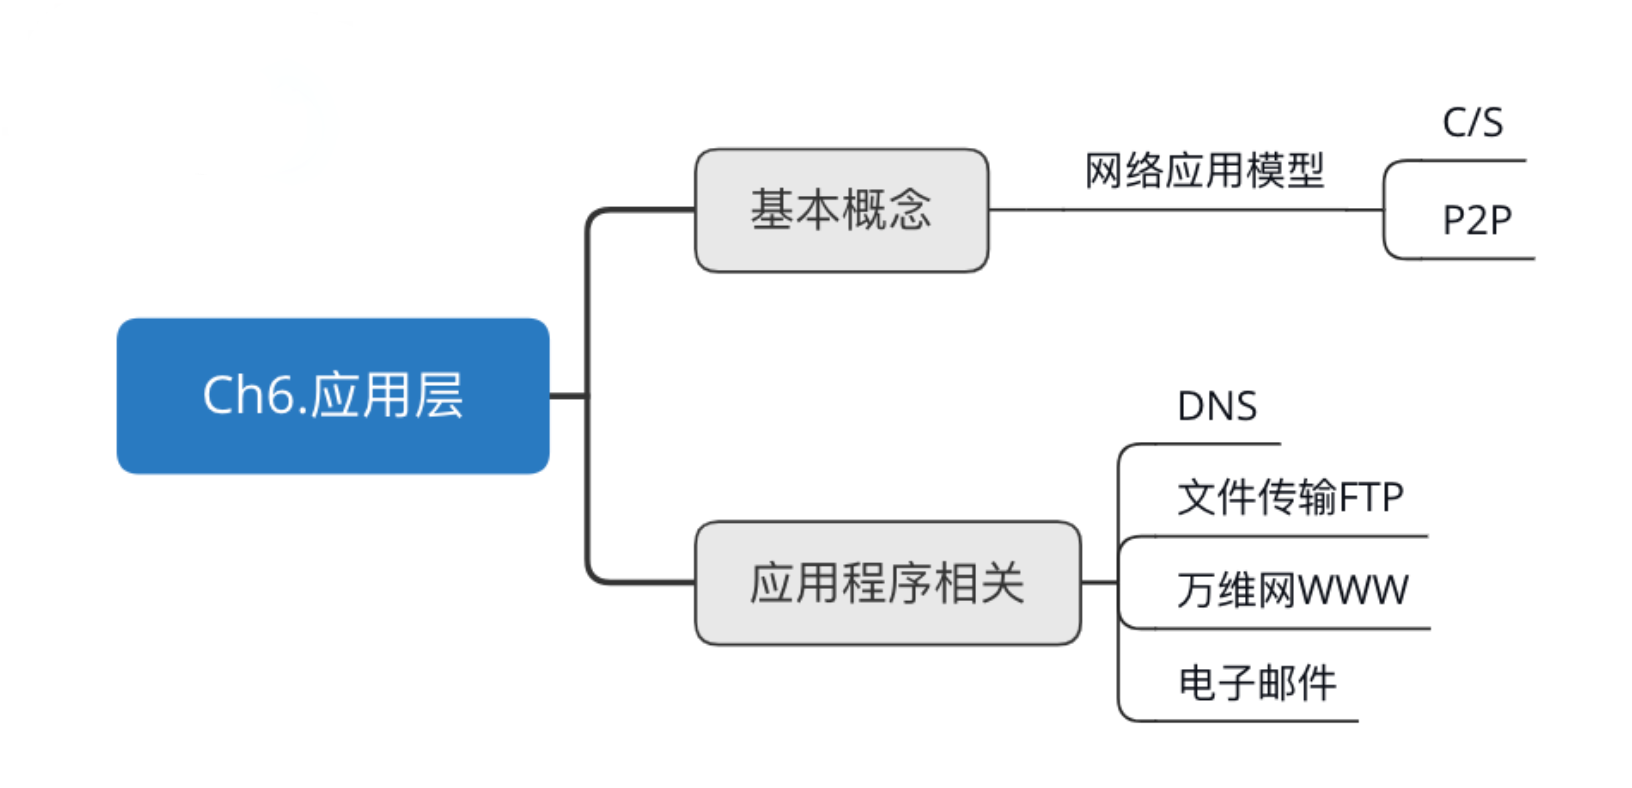 Ch6.应用层
基本概念
网络应用模型
C/S
P2P
应用程序相关
DNS
文件传输FTP
万维网WWW
电子邮件